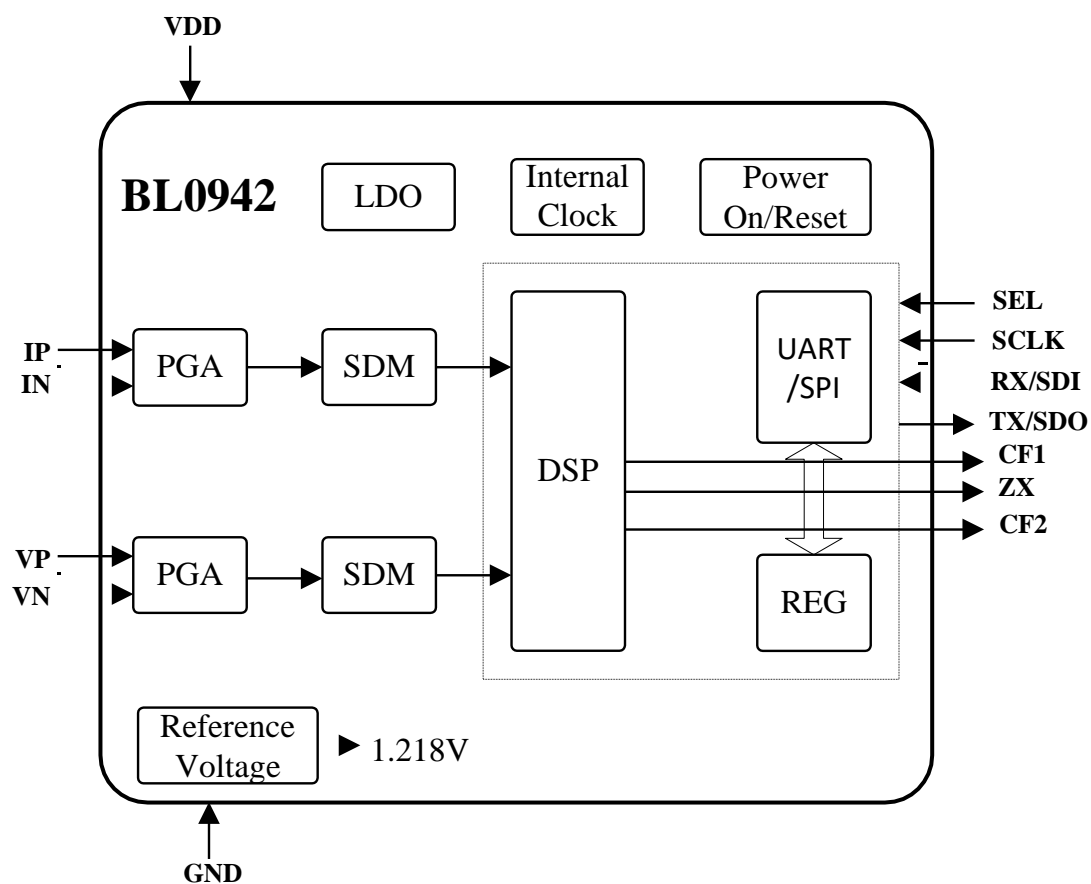 VDD
BL0942
LDO
Internal
Clock
Power
On/Reset
IP
IN
PGA
SDM
DSP
UART
/SPI
SEL
SCLK
RX/SDI
TX/SDO
CF1
ZX
CF2
VP
VN
PGA
SDM
REG
Reference
Voltage
1.218V
GND